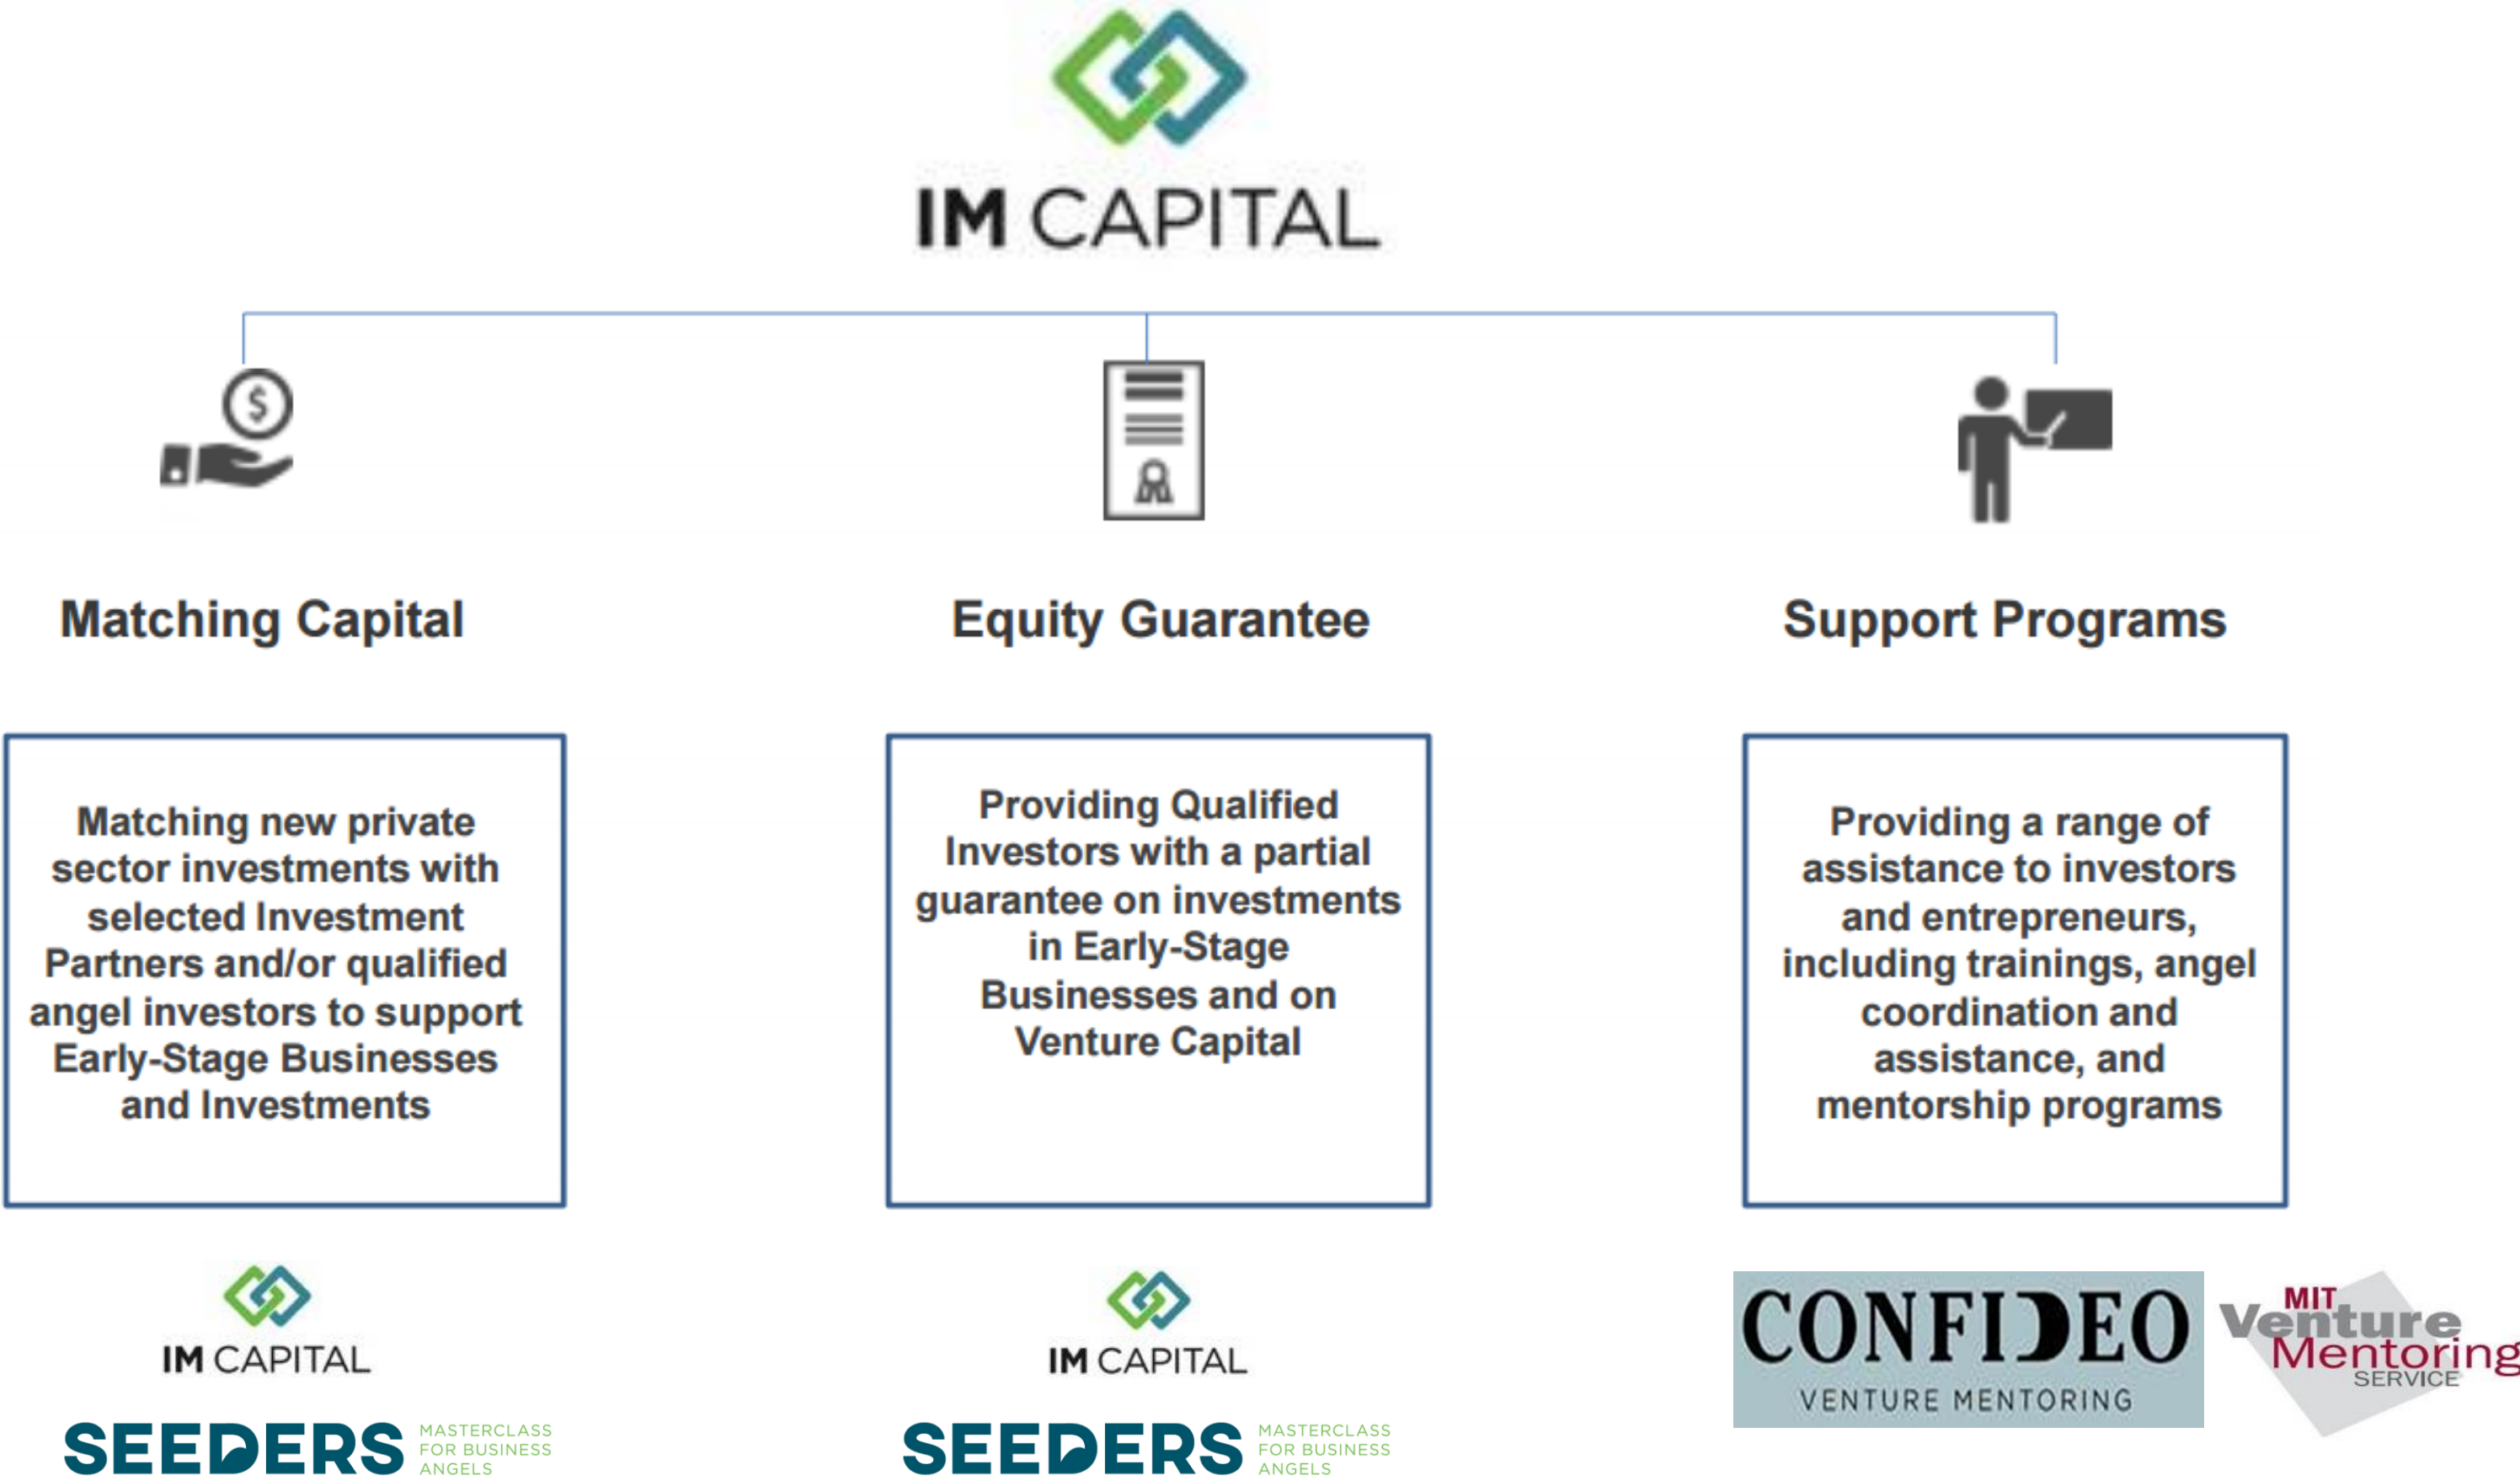 IM CAPITAL
$
Matching Capital
Matching new private
sector investments with
selected Investment
Partners and/or qualified
angel investors to support
Early-Stage Businesses
and Investments
IM CAPITAL
SEEDERS
MASTERCLASS
FOR BUSINESS
ANGELS
Equity Guarantee
Providing Qualified
Investors with a partial
guarantee on investments
in Early-Stage
Businesses and on
Venture Capital
IM CAPITAL
SEEDERS
MASTERCLASS
FOR BUSINESS
ANGELS
Support Programs
Providing a range of
assistance to investors
and entrepreneurs,
including trainings, angel
coordination and
assistance, and
mentorship programs
CONFIDEO
VENTURE MENTORING
MIT
Venture
Mentoring
SERVICE